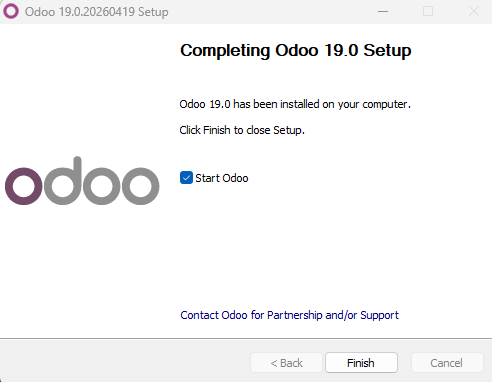 Odoo 19.0.20260419 Setup
Completing Odoo 19.0 Setup
Odoo 19.0 has been installed on your computer.
Click Finish to close Setup.
Start Odoo
odoo
Contact Odoo for Partnership and/or Support
< Back
Finish
Cancel